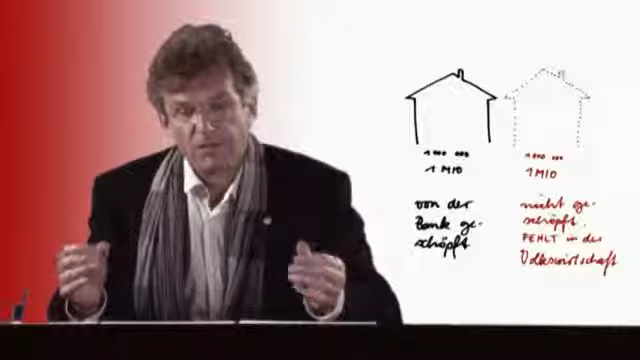 1 000 000
1 MIO
von der
Bank ge-
schöpft
1 000 000
1 MIO
nicht ge-
schöpft.
FEHLT in der
Volkswirtschaft